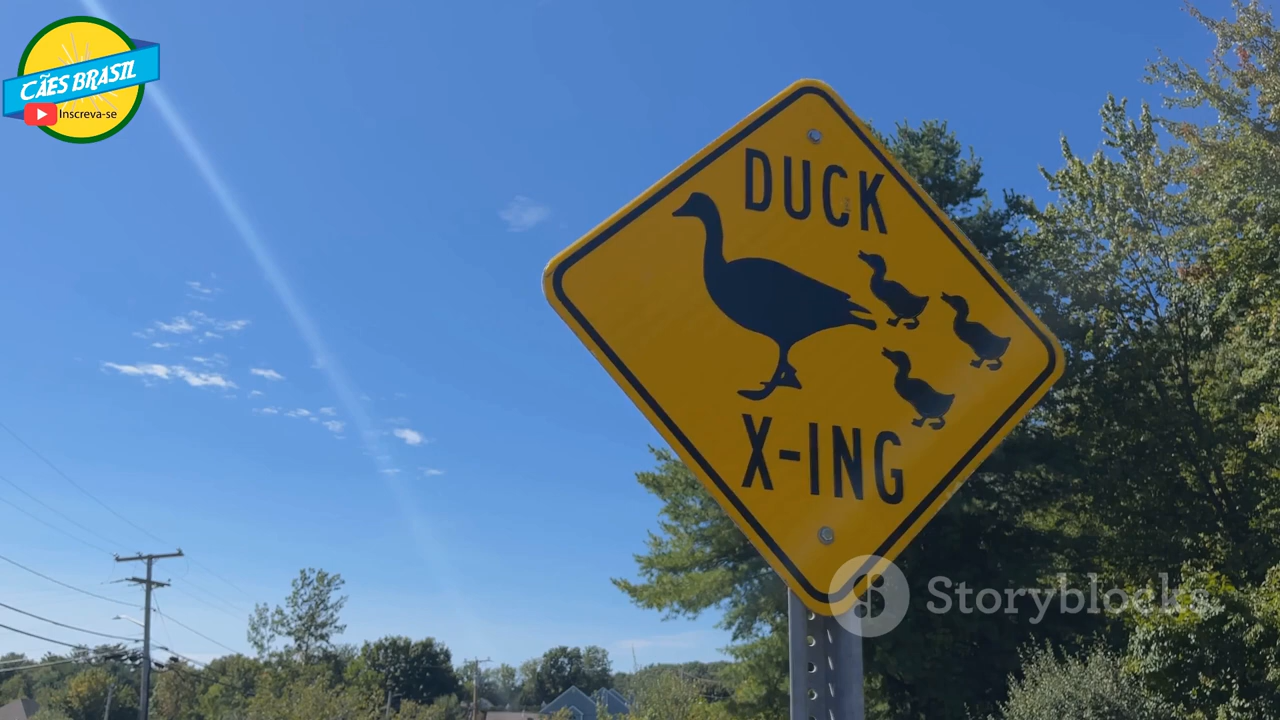 CÃES BRASIL
Inscreva-se
DUCK
X-ING
Storyblocks